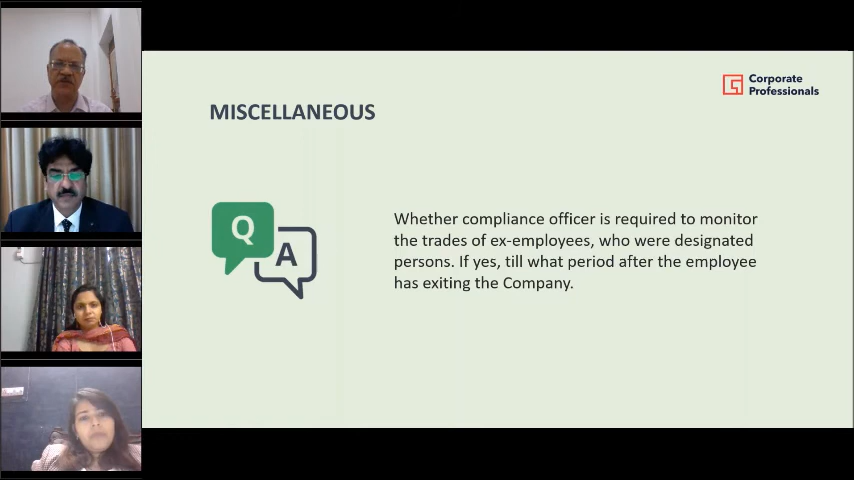 Corporate
Professionals
MISCELLANEOUS
Q
A
Whether compliance officer is required to monitor
the trades of ex-employees, who were designated
persons. If yes, till what period after the employee
has exiting the Company.